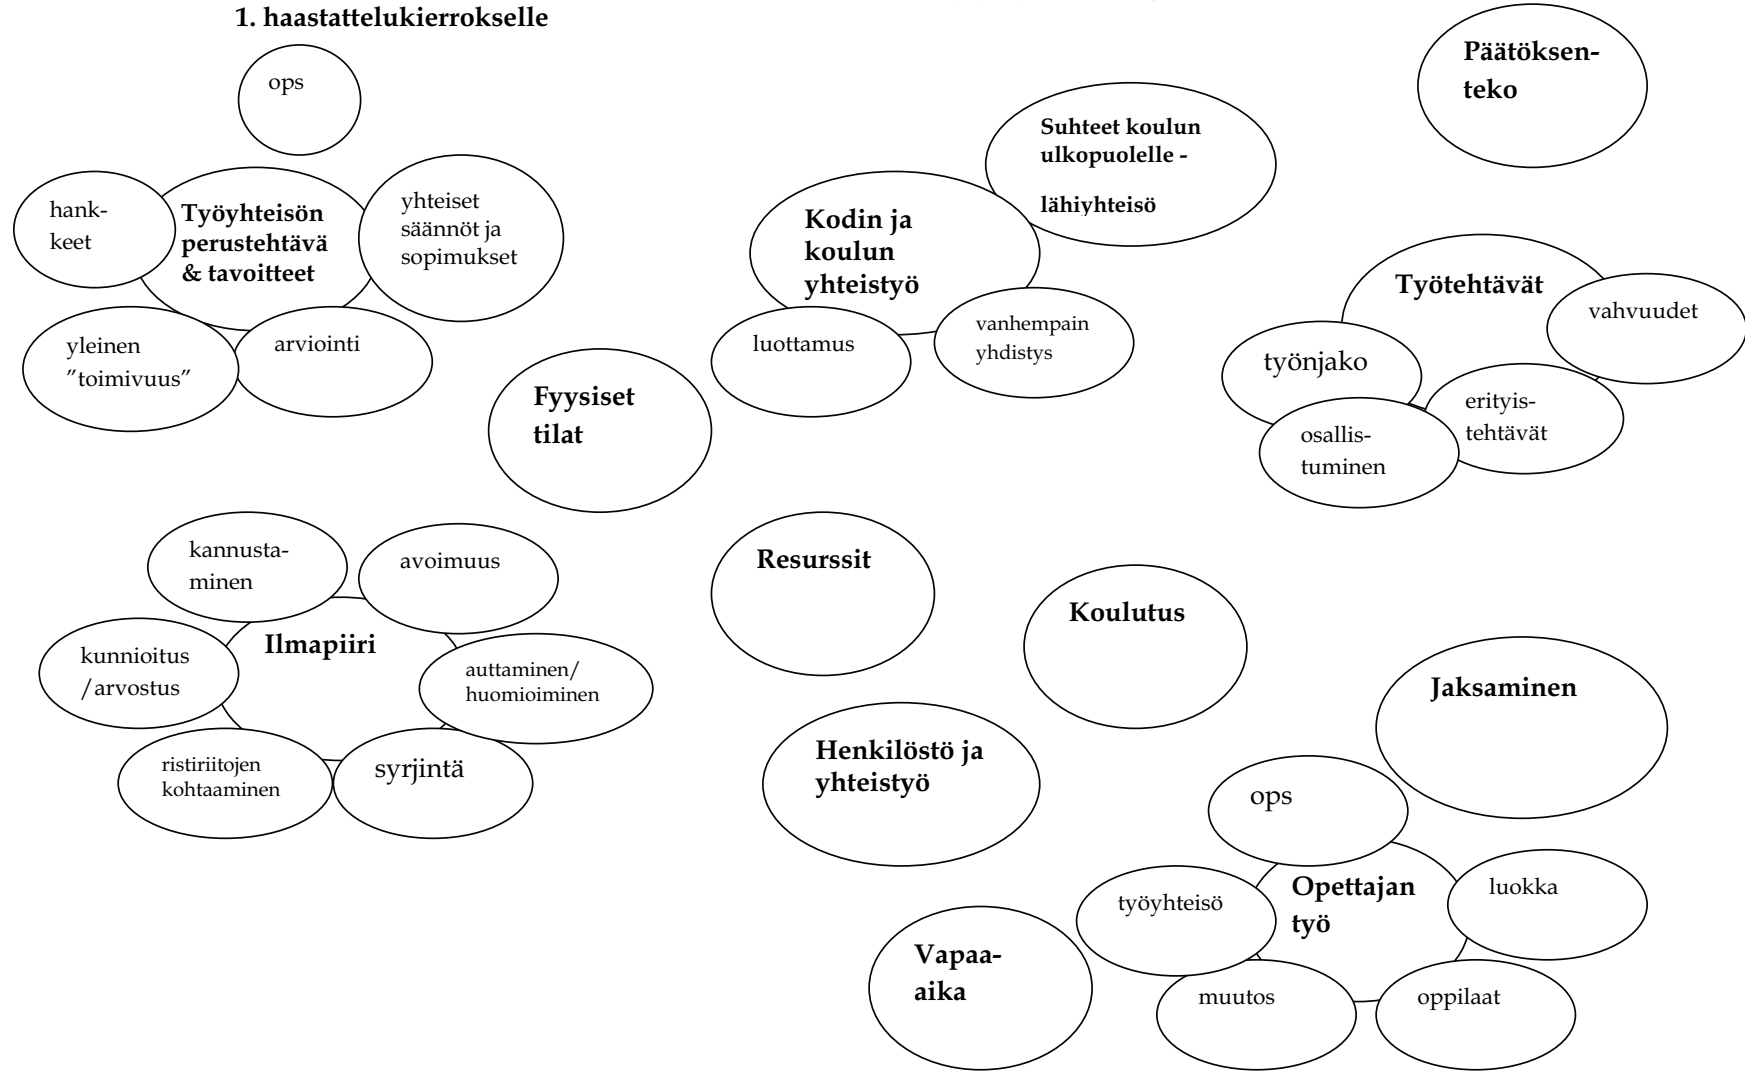 1. haastattelukierrokselle
ops
hank-
keet
Työyhteisön
perustehtävä
& tavoitteet
yhteiset
säännöt ja
sopimukset
yleinen
”toimivuus”
arviointi
Fyysiset
tilat
Kodin ja
koulun
yhteistyö
Suhteet koulun
ulkopuolelle -
lähiyhteisö
luottamus
vanhempain
yhdistys
Päätöksen-
teko
Työtehtävät
vahvuudet
työnjako
erityis-
tehtävät
osallis-
tuminen
kannusta-
minen
avoimuus
Ilmapiiri
kunnioitus
/arvostus
auttaminen/
huomioiminen
ristiriitojen
kohtaaminen
syrjintä
Resurssit
Koulutus
Henkilöstö ja
yhteistyö
Jaksaminen
ops
Opettajan
työ
luokka
työyhteisö
muutos
oppilaat
Vapaa-
aika